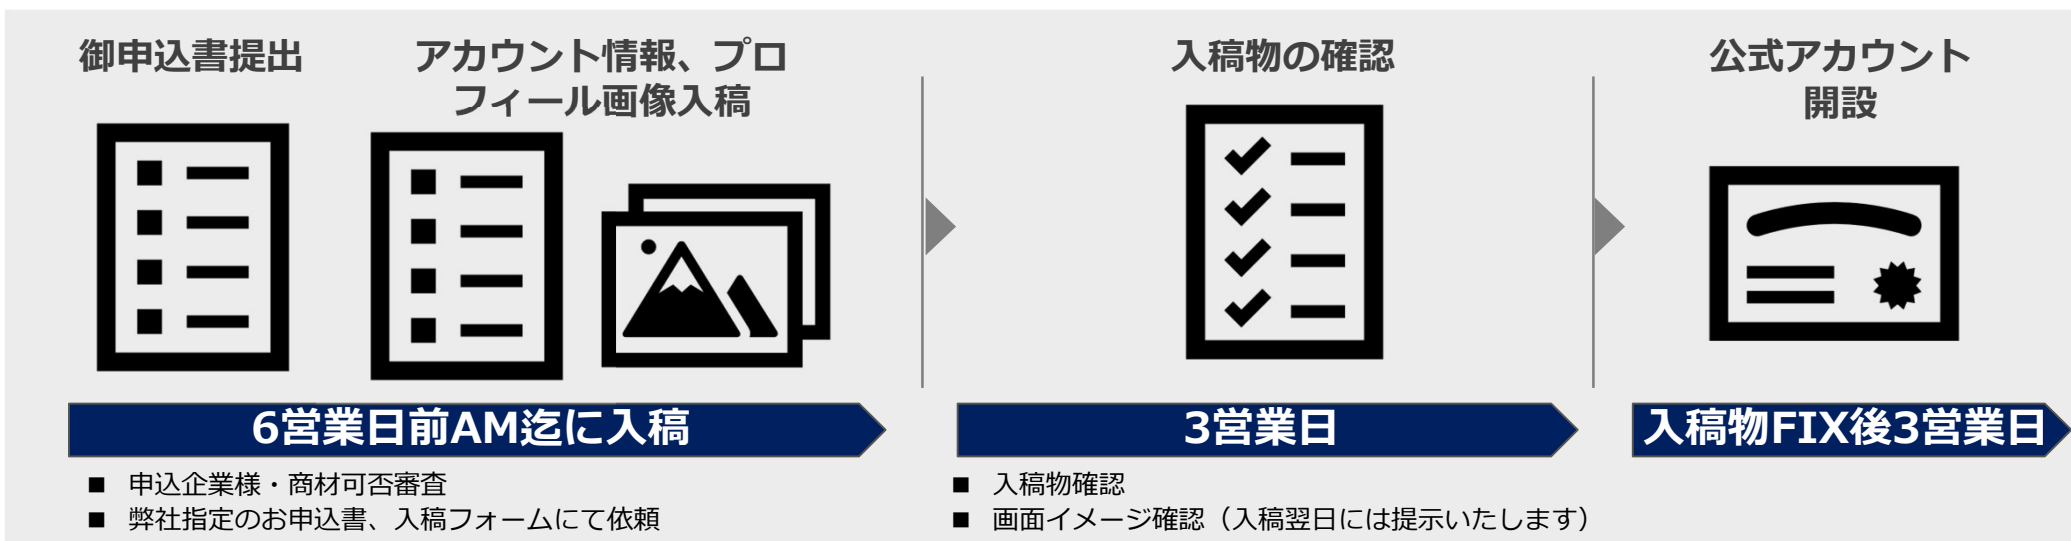 御申込書提出
アカウント情報、プロ
フィール画像入稿
入稿物の確認
公式アカウント
開設
6営業日前AM迄に入稿
3営業日
入稿物FIX後3営業日
■ 申込企業様・商材可否審査
■ 弊社指定のお申込書、入稿フォームにて依頼
■ 入稿物確認
■ 画面イメージ確認（入稿翌日には提示いたします）